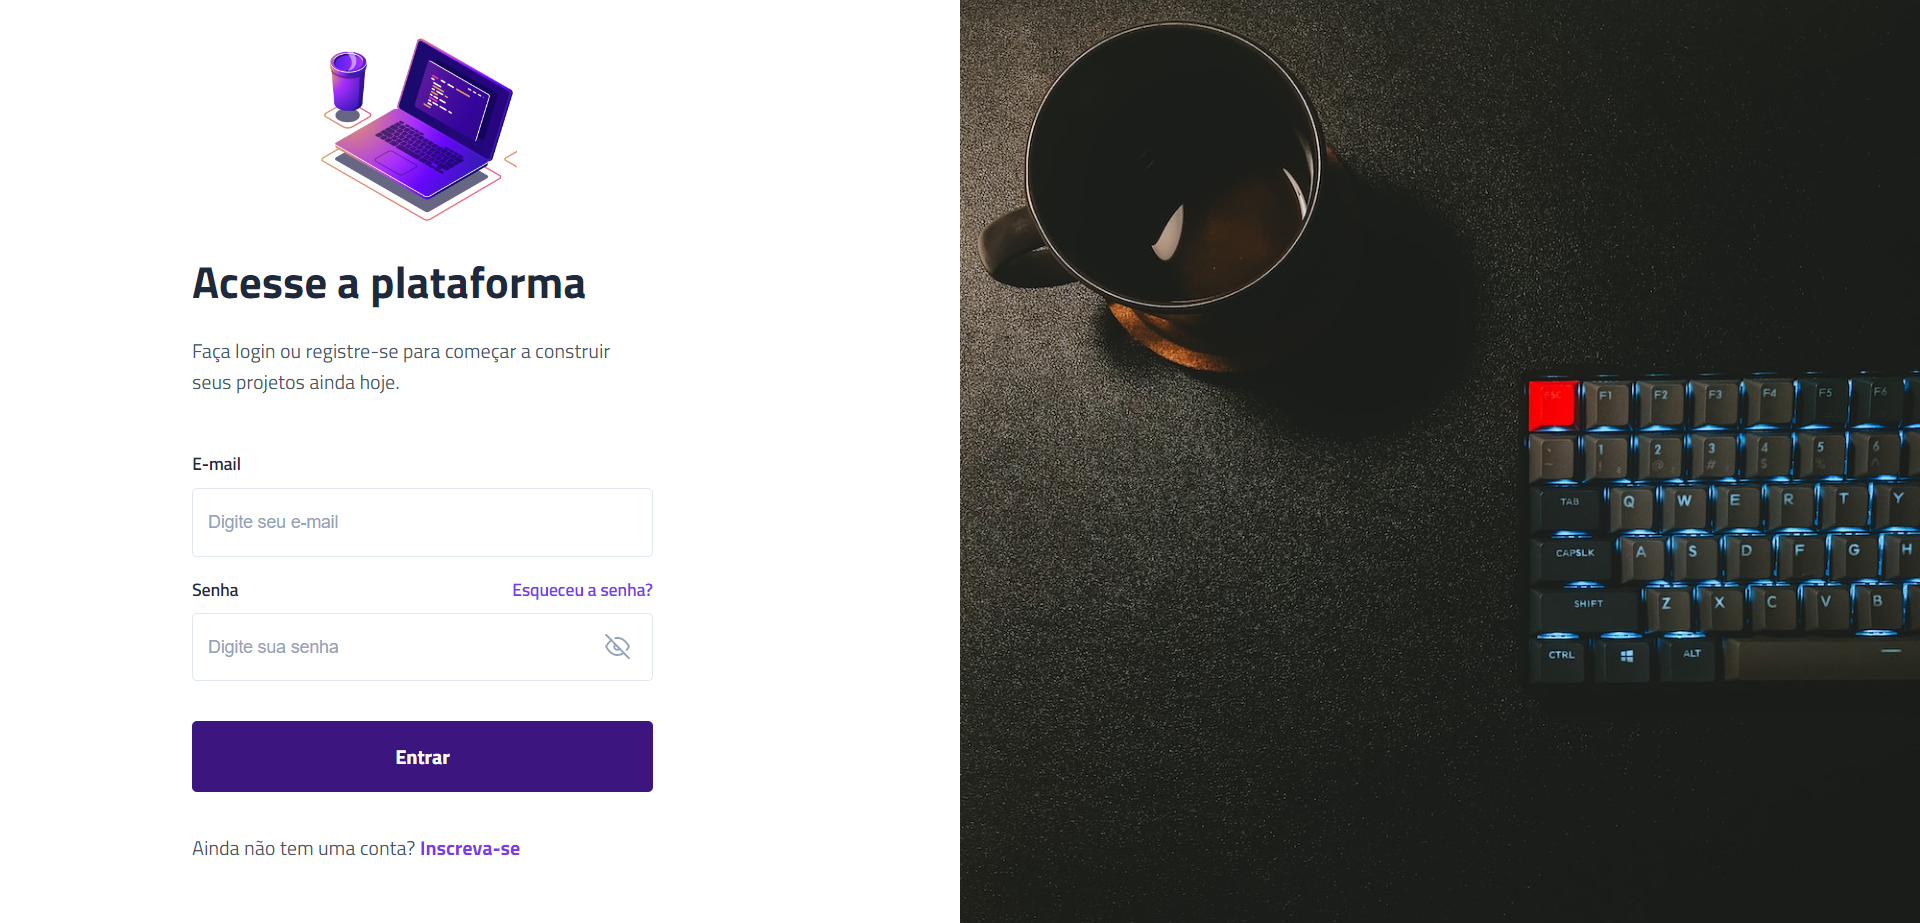 Acesse a plataforma
Faça login ou registre-se para começar a construir
seus projetos ainda hoje.
E-mail
Digite seu e-mail
Senha Esqueceu a senha?
Digite sua senha
Entrar
Ainda não tem uma conta? Inscreva-se
ESC F1 F2 F3 F4 F5 F6
1 2 3 4 5 6
! @ # $ % ^
TAB Q W E R T Y
CAPSLK A S D F G H
SHIFT Z X C V B
CTRL ALT